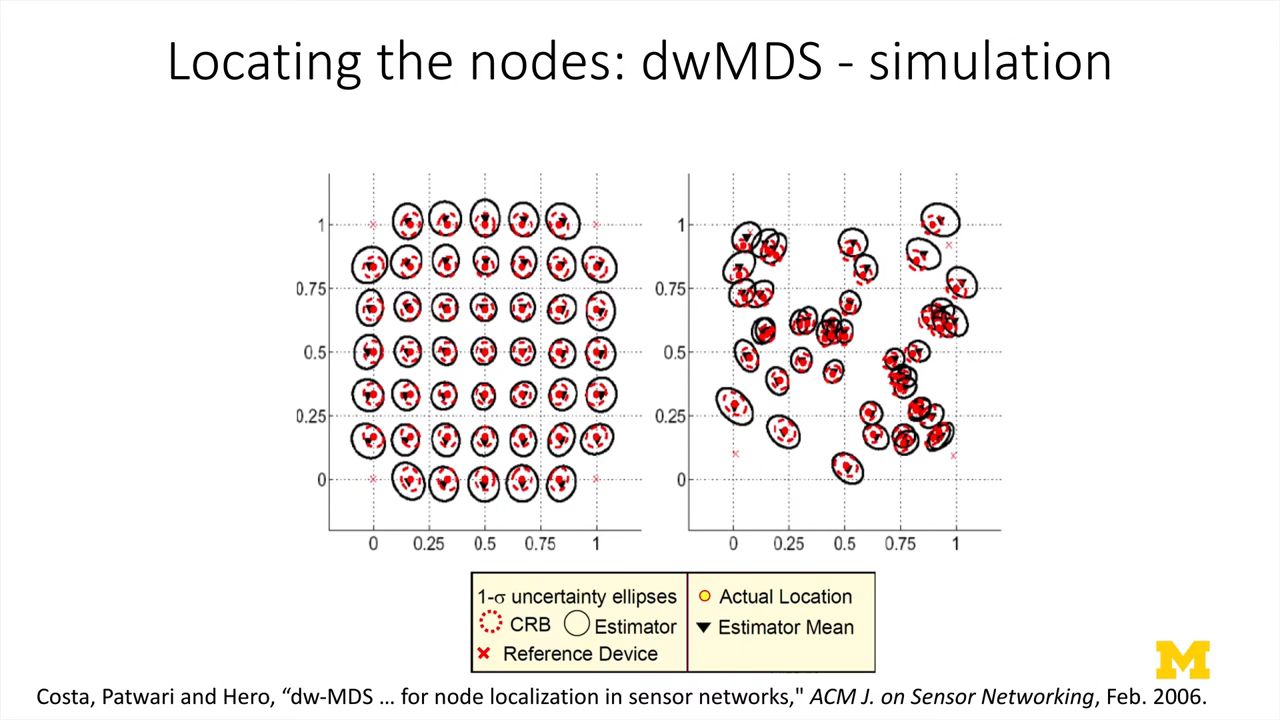 Locating the nodes: dwMDS - simulation
1
0.75
0.5
0.25
0
0 0.25 0.5 0.75 1
1
0.75
0.5
0.25
0
0 0.25 0.5 0.75 1
1-σ uncertainty ellipses
CRB Estimator
Reference Device
Actual Location
Estimator Mean
M
Costa, Patwari and Hero, “dw-MDS … for node localization in sensor networks," ACM J. on Sensor Networking, Feb. 2006.